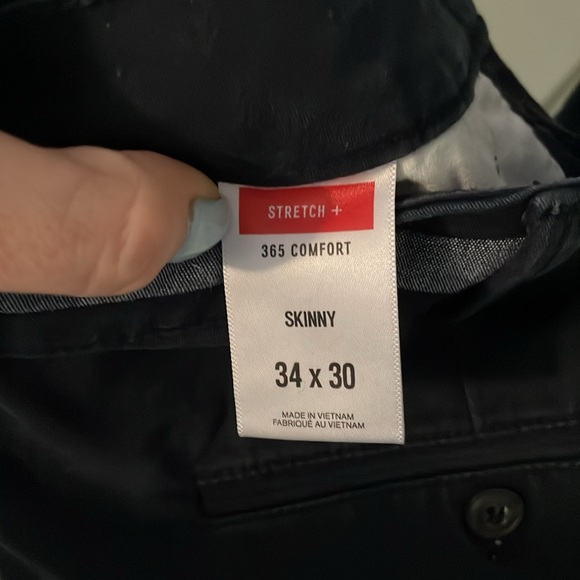 STRETCH +
365 COMFORT
SKINNY
34 x 30
MADE IN VIETNAM
FABRIQUÉ AU VIETNAM